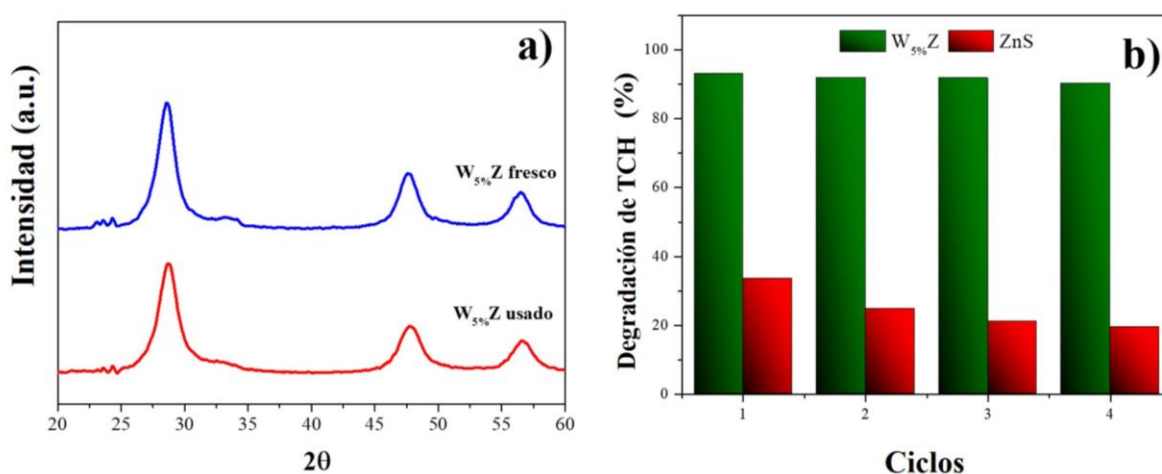 a)
Intensidad (a.u.)
W5%Z fresco
W5%Z usado
20 25 30 35 40 45 50 55 60
2θ
b)
W5%Z ZnS
Degradación de TCH (%)
100
80
60
40
20
0
1 2 3 4
Ciclos